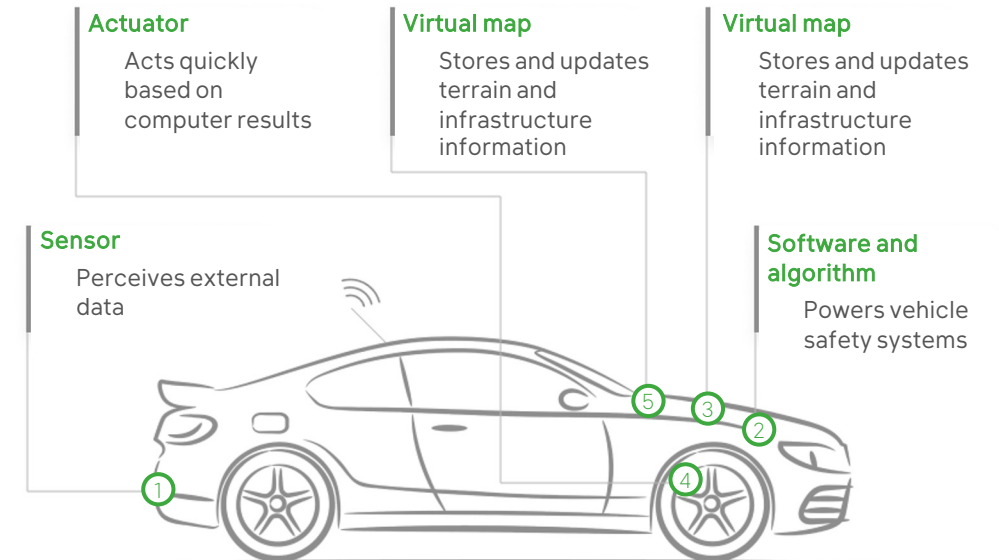 Actuator
Acts quickly
based on
computer results
Virtual map
Stores and updates
terrain and
infrastructure
information
Virtual map
Stores and updates
terrain and
infrastructure
information
Sensor
Perceives external
data
Software and
algorithm
Powers vehicle
safety systems
5
3
2
4
1